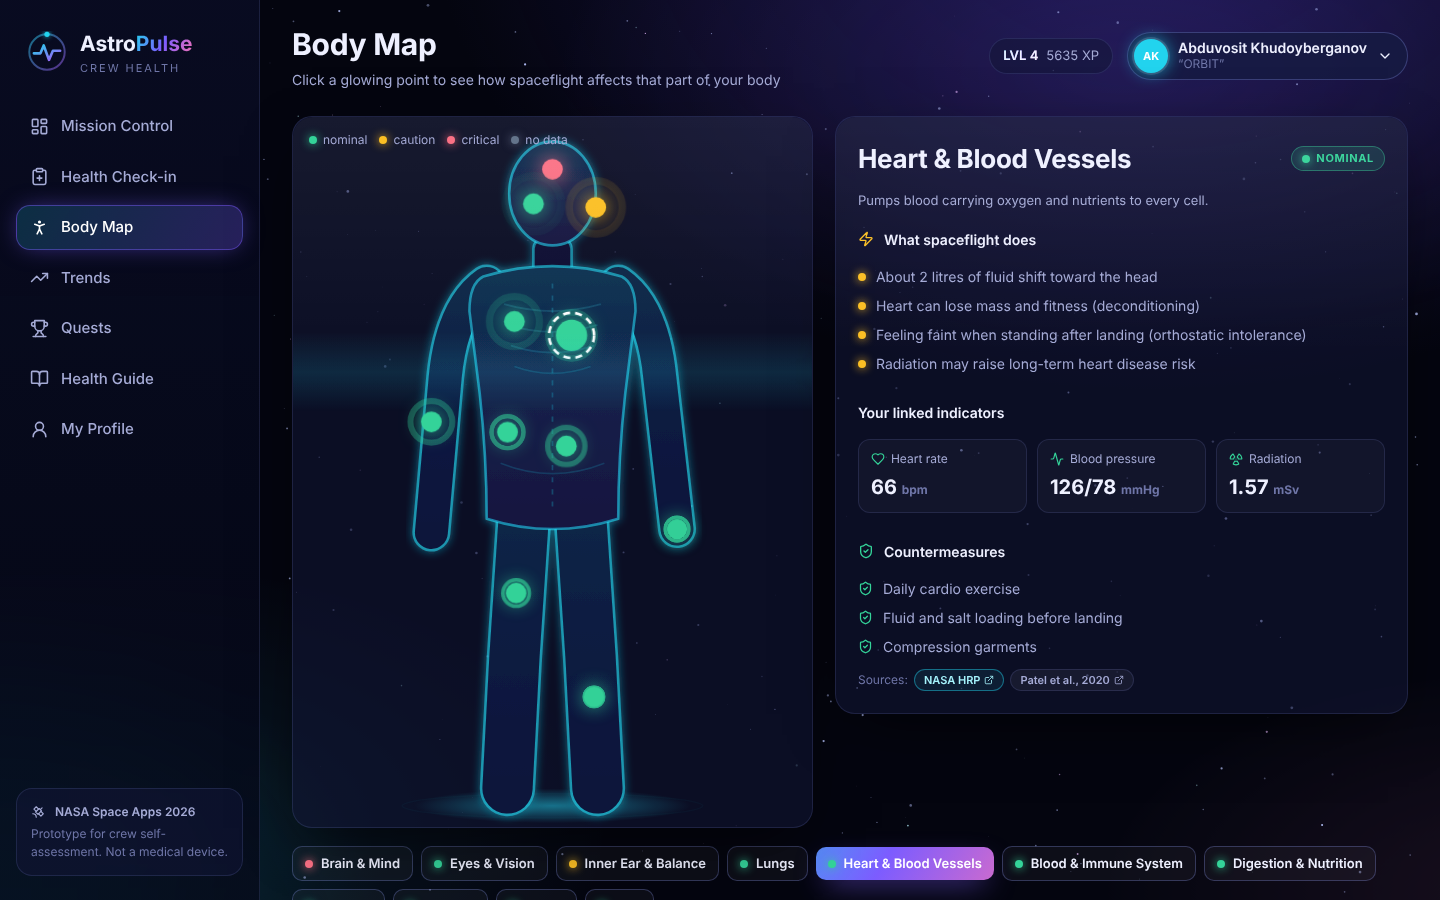 AstroPulse
CREW HEALTH
Mission Control
Health Check-in
Body Map
Trends
Quests
Health Guide
My Profile
NASA Space Apps 2026
Prototype for crew self-
assessment. Not a medical device.
Body Map
Click a glowing point to see how spaceflight affects that part of your body
LVL 4 5635 XP
AK
Abduvosit Khudoyberganov
"ORBIT"
nominal caution critical no data
Heart & Blood Vessels
NOMINAL
Pumps blood carrying oxygen and nutrients to every cell.
What spaceflight does
About 2 litres of fluid shift toward the head
Heart can lose mass and fitness (deconditioning)
Feeling faint when standing after landing (orthostatic intolerance)
Radiation may raise long-term heart disease risk
Your linked indicators
Heart rate
66 bpm
Blood pressure
126/78 mmHg
Radiation
1.57 mSv
Countermeasures
Daily cardio exercise
Fluid and salt loading before landing
Compression garments
Sources: NASA HRP Patel et al., 2020
Brain & Mind Eyes & Vision Inner Ear & Balance Lungs Heart & Blood Vessels Blood & Immune System Digestion & Nutrition